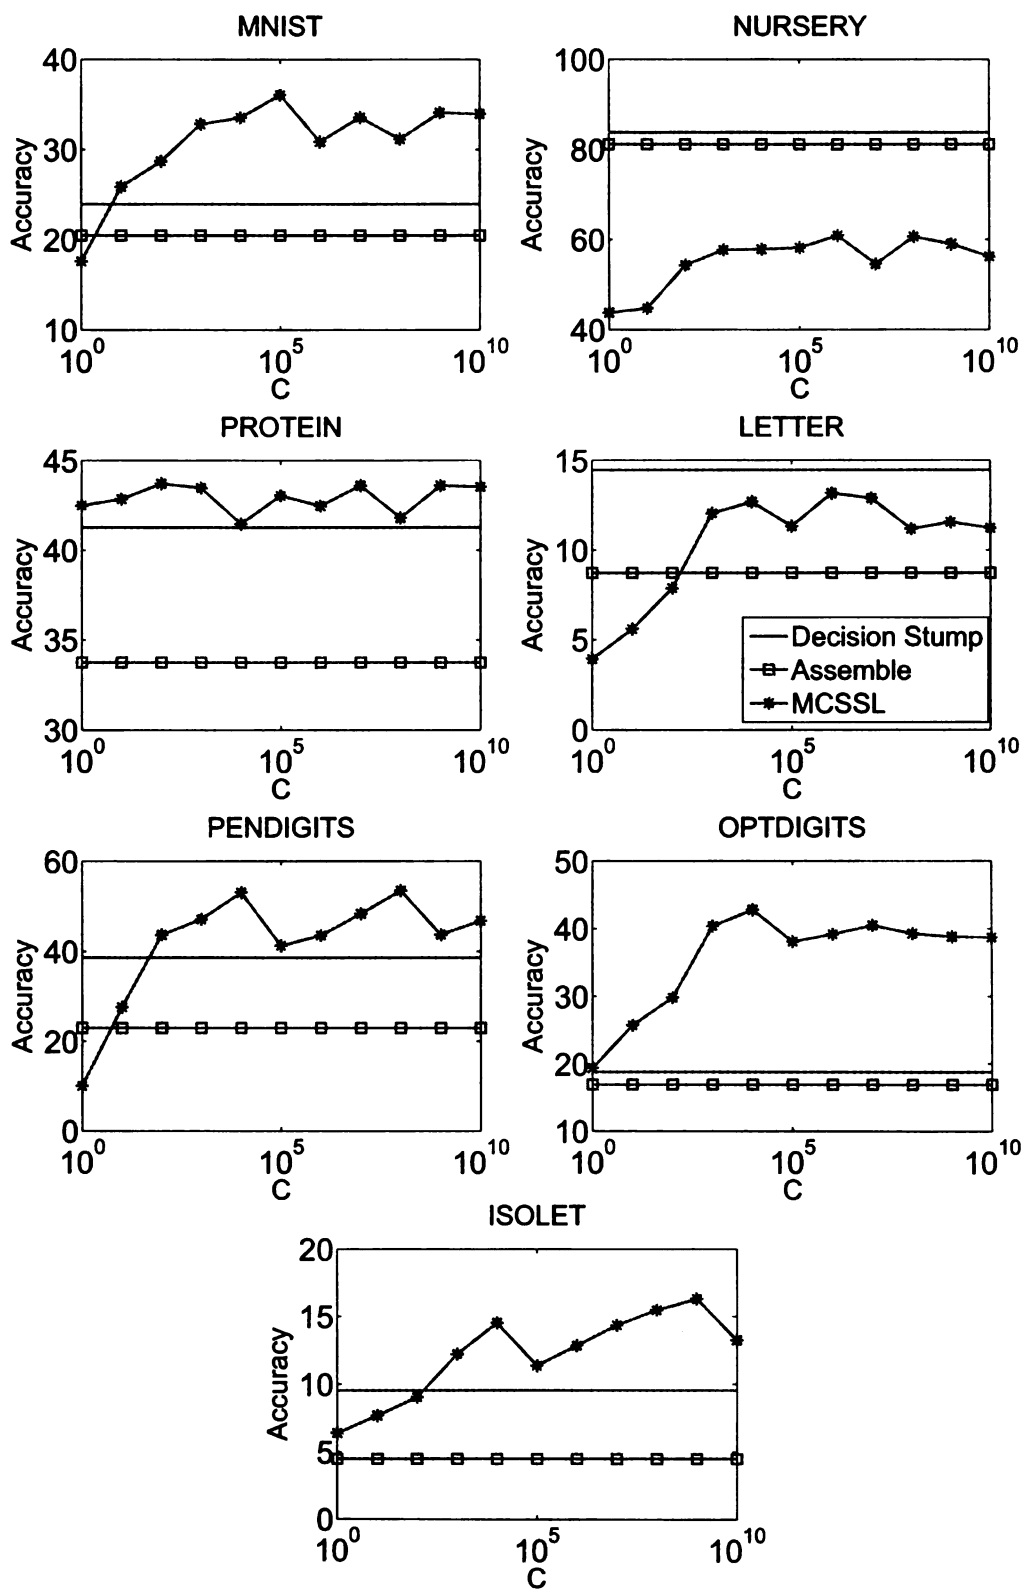 MNIST
40
30
20
10
Accuracy
10^0
10^5
10^10
C
NURSERY
100
80
60
40
Accuracy
10^0
10^5
10^10
C
PROTEIN
45
40
35
30
Accuracy
10^0
10^5
10^10
C
LETTER
15
10
5
0
Accuracy
Decision Stump
Assemble
MCSSL
10^0
10^5
10^10
C
PENDIGITS
60
40
20
0
Accuracy
10^0
10^5
10^10
C
OPTDIGITS
50
40
30
20
10
Accuracy
10^0
10^5
10^10
C
ISOLET
20
15
10
5
0
Accuracy
10^0
10^5
10^10
C